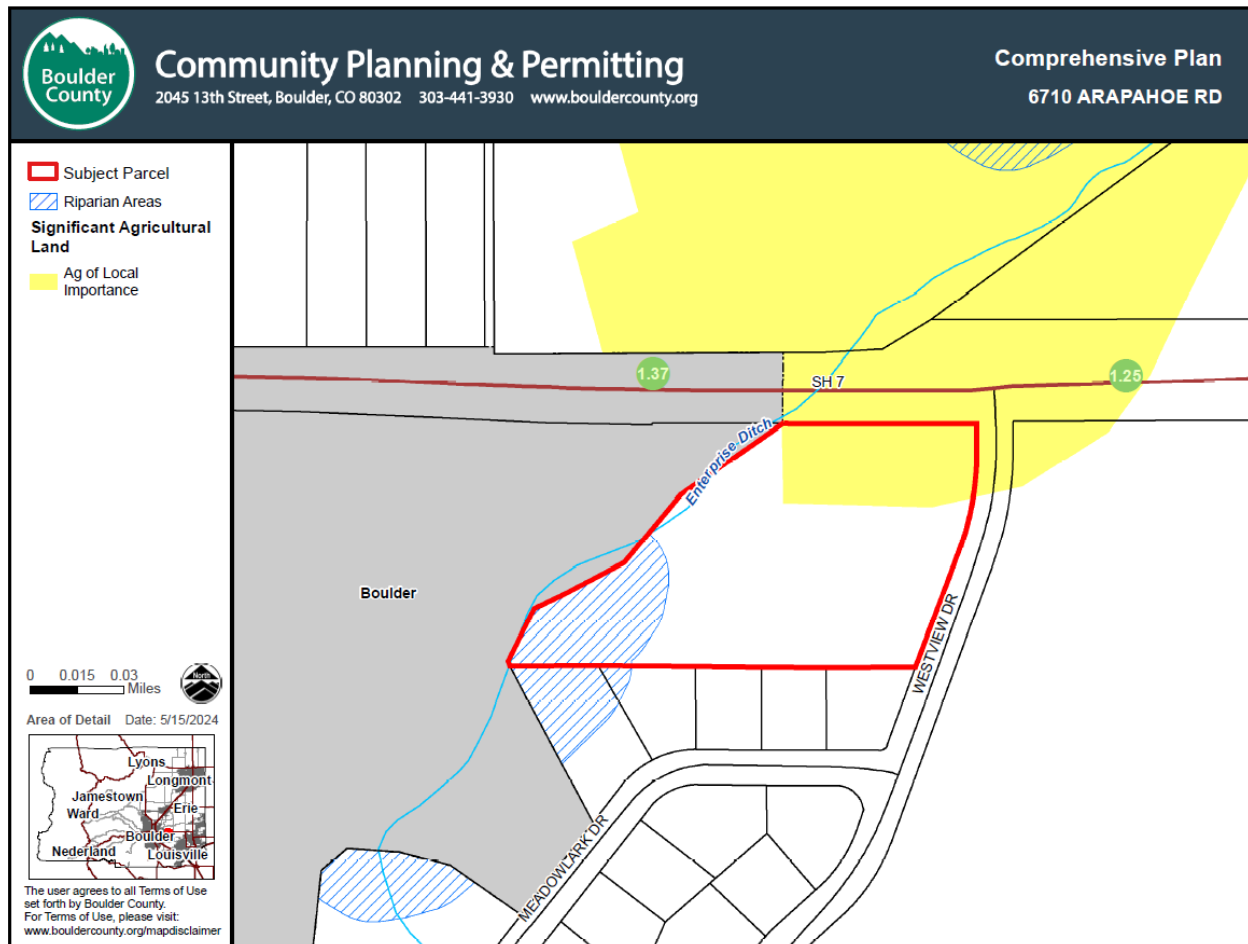 Boulder
County
Community Planning & Permitting
2045 13th Street, Boulder, CO 80302 303-441-3930 www.bouldercounty.org
Comprehensive Plan
6710 ARAPAHOE RD
Subject Parcel
Riparian Areas
Significant Agricultural
Land
Ag of Local
Importance
1.37
SH 7
1.25
Enterprise Ditch
Boulder
WESTVIEW DR
MEADOWLARK DR
0 0.015 0.03
Miles
North
Area of Detail Date: 5/15/2024
Lyons
Longmont
Jamestown
Ward
Erie
Boulder
Nederland
Louisville
The user agrees to all Terms of Use
set forth by Boulder County.
For Terms of Use, please visit:
www.bouldercounty.org/mapdisclaimer